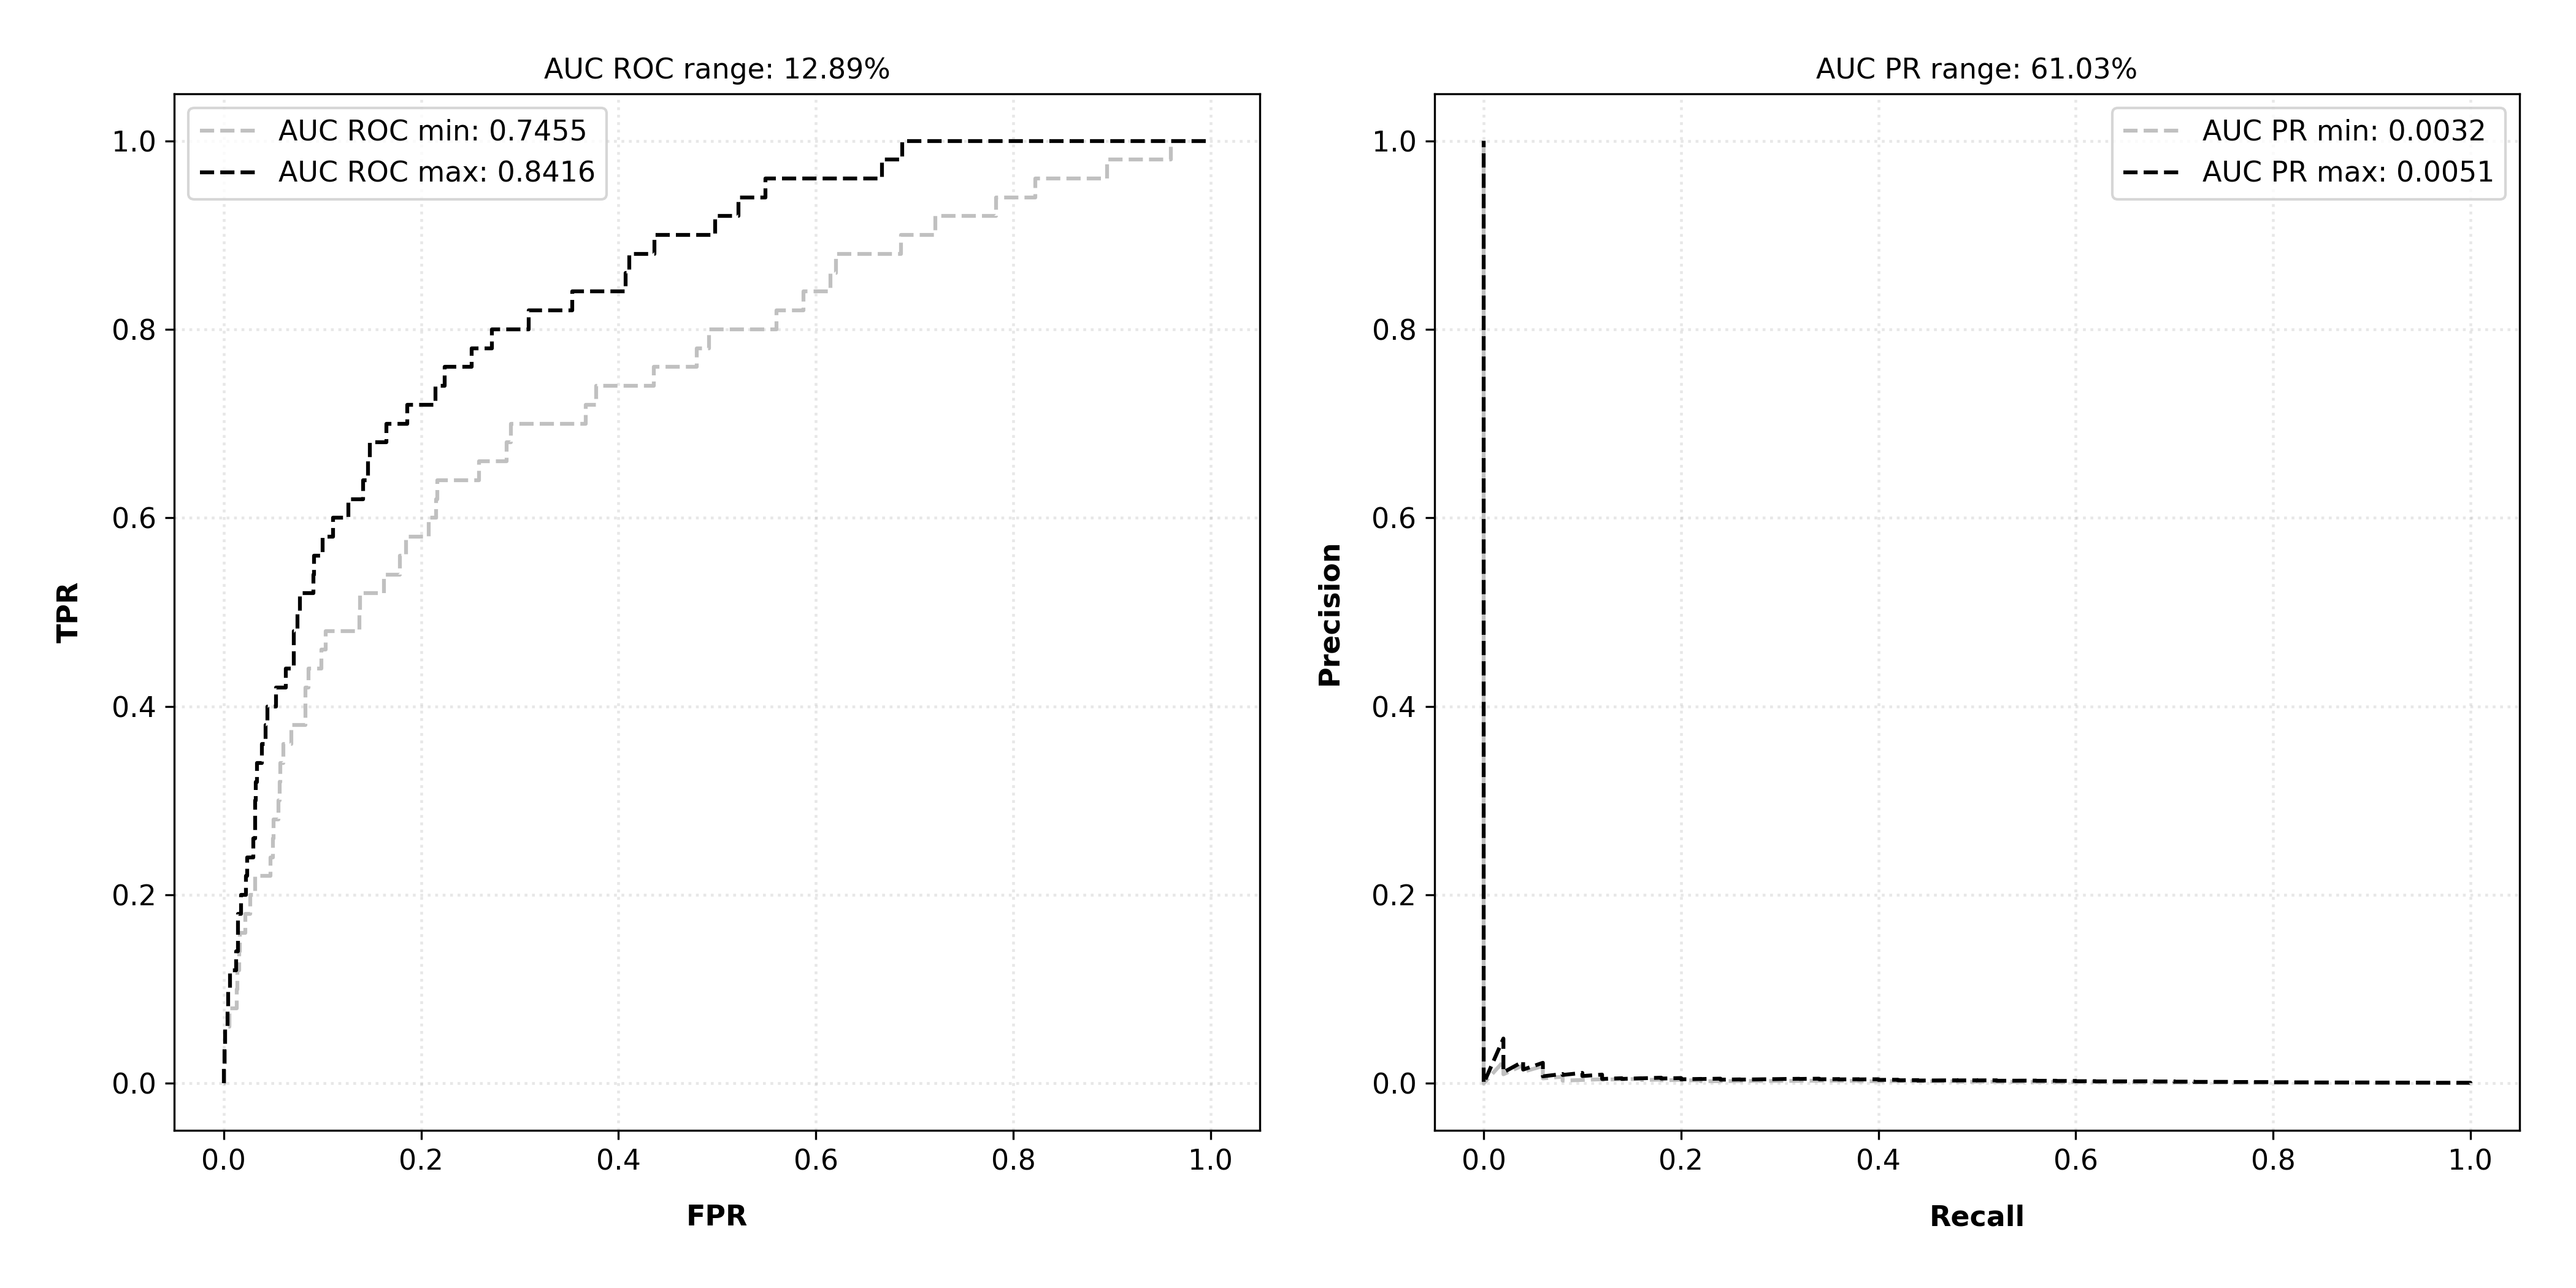 AUC ROC range: 12.89%
AUC ROC min: 0.7455
AUC ROC max: 0.8416
1.0
0.8
0.6
0.4
0.2
0.0
TPR
0.0 0.2 0.4 0.6 0.8 1.0
FPR
AUC PR range: 61.03%
AUC PR min: 0.0032
AUC PR max: 0.0051
1.0
0.8
0.6
0.4
0.2
0.0
Precision
0.0 0.2 0.4 0.6 0.8 1.0
Recall